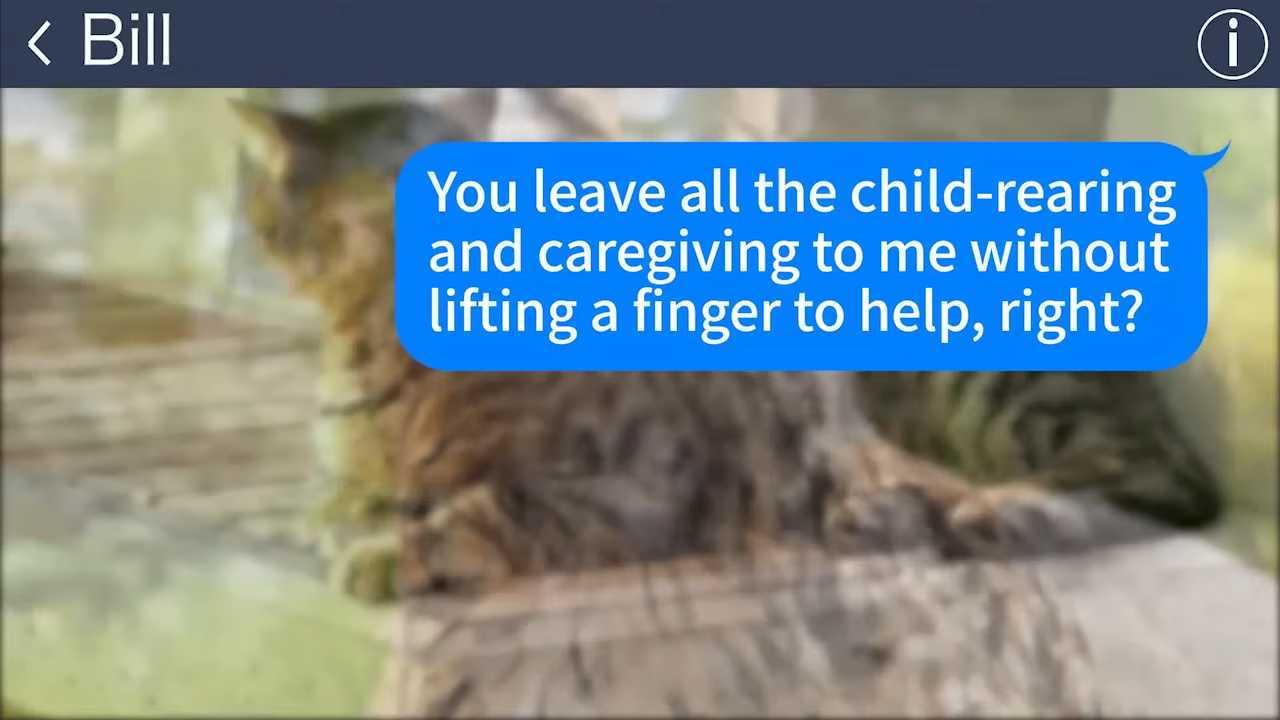 Bill
You leave all the child-rearing
and caregiving to me without
lifting a finger to help, right?